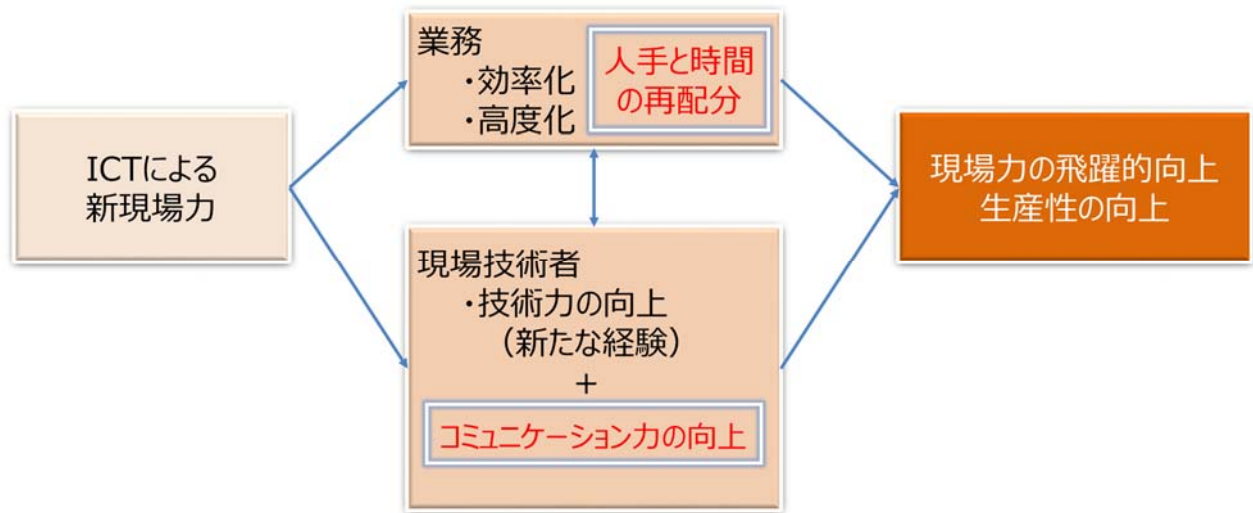 ICTによる
新現場力
業務
・効率化
・高度化
人手と時間
の再配分
現場技術者
・技術力の向上
（新たな経験）
+
コミュニケーション力の向上
現場力の飛躍的向上
生産性の向上